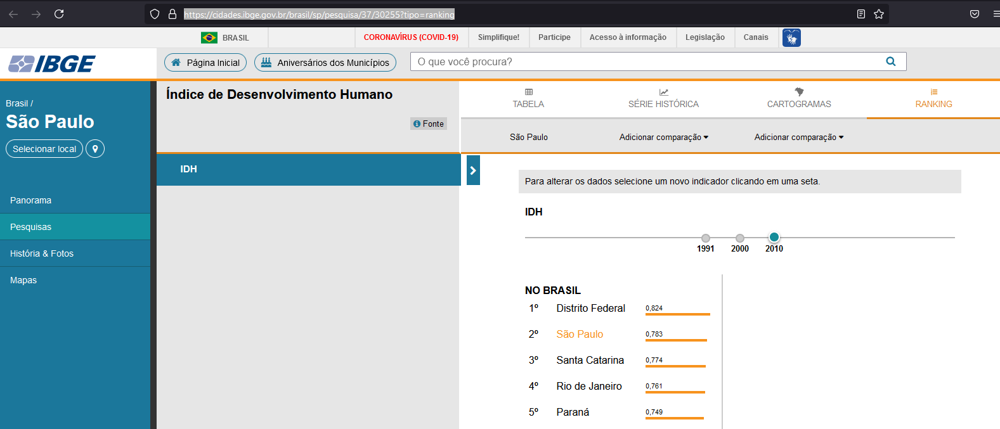 https://cidades.ibge.gov.br/brasil/sp/pesquisa/37/30255?tipo=ranking
BRASIL
CORONAVÍRUS (COVID-19)
Simplifique!
Participe
Acesso à informação
Legislação
Canais
IBGE
Página Inicial
Aniversários dos Municípios
O que você procura?
Brasil /
São Paulo
Selecionar local
Panorama
Pesquisas
História & Fotos
Mapas
Índice de Desenvolvimento Humano
Fonte
IDH
TABELA
SÉRIE HISTÓRICA
CARTOGRAMAS
RANKING
São Paulo
Adicionar comparação
Adicionar comparação
Para alterar os dados selecione um novo indicador clicando em uma seta.
IDH
1991 2000 2010
NO BRASIL
1º Distrito Federal 0,824
2º São Paulo 0,783
3º Santa Catarina 0,774
4º Rio de Janeiro 0,761
5º Paraná 0,749